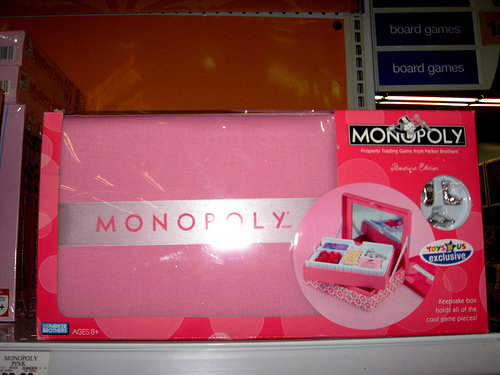 board games
board games
MONOPOLY
Property Trading Game from Parker Brothers
Boutique Edition
MONOPOLY
TOYS R US
exclusive
Keepsake box
holds all of the
cool game pieces!
PARKER
BROTHERS
AGES 8+
MONOPOLY
PINK